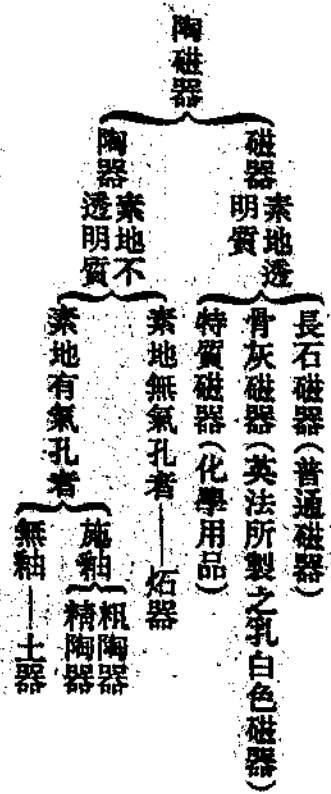 陶磁器
磁器 素地透明質
長石磁器(普通磁器)
骨灰磁器(英法所製之乳白色磁器)
特質磁器(化學用品)
陶器 素地不透明質
素地無氣孔者——炻器
素地有氣孔者
施釉
粗陶器
精陶器
無釉——土器